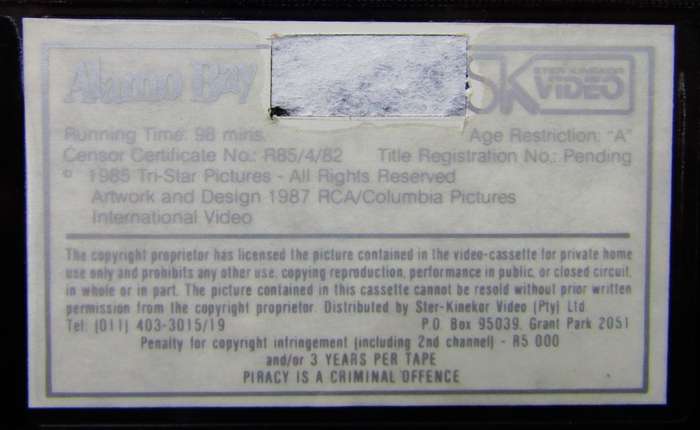 Alamo Bay
SK STER-KINEKOR VIDEO
Running Time: 98 mins. Age Restriction: "A"
Censor Certificate No.: R85/4/82 Title Registration No.: Pending
© 1985 Tri-Star Pictures - All Rights Reserved
Artwork and Design 1987 RCA/Columbia Pictures
International Video
The copyright proprietor has licensed the picture contained in the video-cassette for private home
use only and prohibits any other use, copying reproduction, performance in public, or closed circuit,
in whole or in part. The picture contained in this cassette cannot be resold without prior written
permission from the copyright proprietor. Distributed by Ster-Kinekor Video (Pty) Ltd.
Tel: (011) 403-3015/19 P.O. Box 95039, Grant Park 2051
Penalty for copyright infringement (including 2nd channel) - R5 000
and/or 3 YEARS PER TAPE
PIRACY IS A CRIMINAL OFFENCE